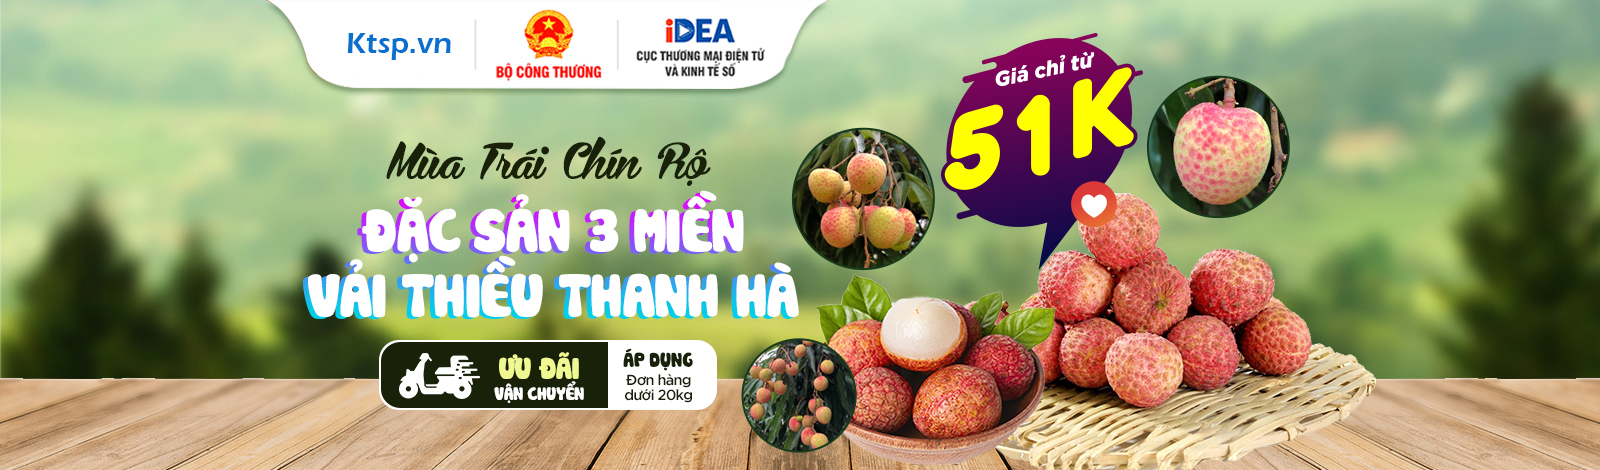 Ktsp.vn
BỘ CÔNG THƯƠNG
iDEA
CỤC THƯƠNG MẠI ĐIỆN TỬ
VÀ KINH TẾ SỐ
Giá chỉ từ
51K
Mùa Trái Chín Rộ
ĐẶC SẢN 3 MIỀN
VẢI THIỀU THANH HÀ
ƯU ĐÃI
VẬN CHUYỂN
ÁP DỤNG
Đơn hàng
dưới 20kg